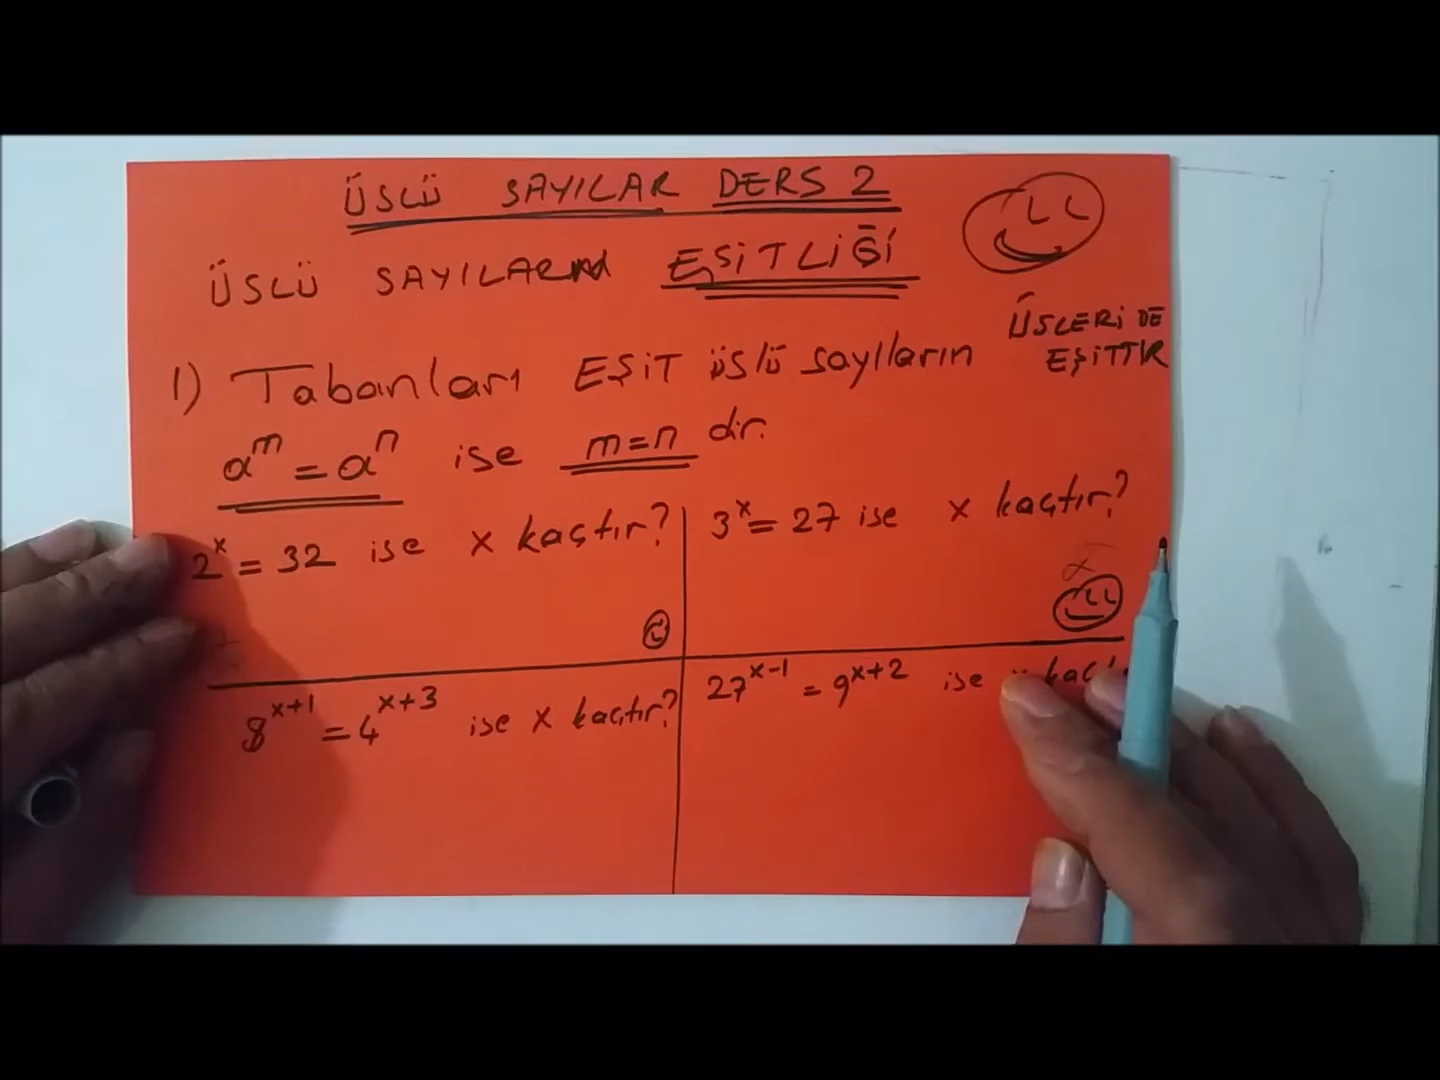 ÜSLÜ SAYILAR DERS 2
ÜSLÜ SAYILARIN EŞİTLİĞİ
1) Tabanları EŞİT üslü sayıların ÜSLERİ DE EŞİTTİR
a^m = a^n ise m=n dir.
2^x = 32 ise x kaçtır?
3^x = 27 ise x kaçtır?
8^x+1 = 4^x+3 ise x kaçtır?
27^x-1 = 9^x+2 ise x